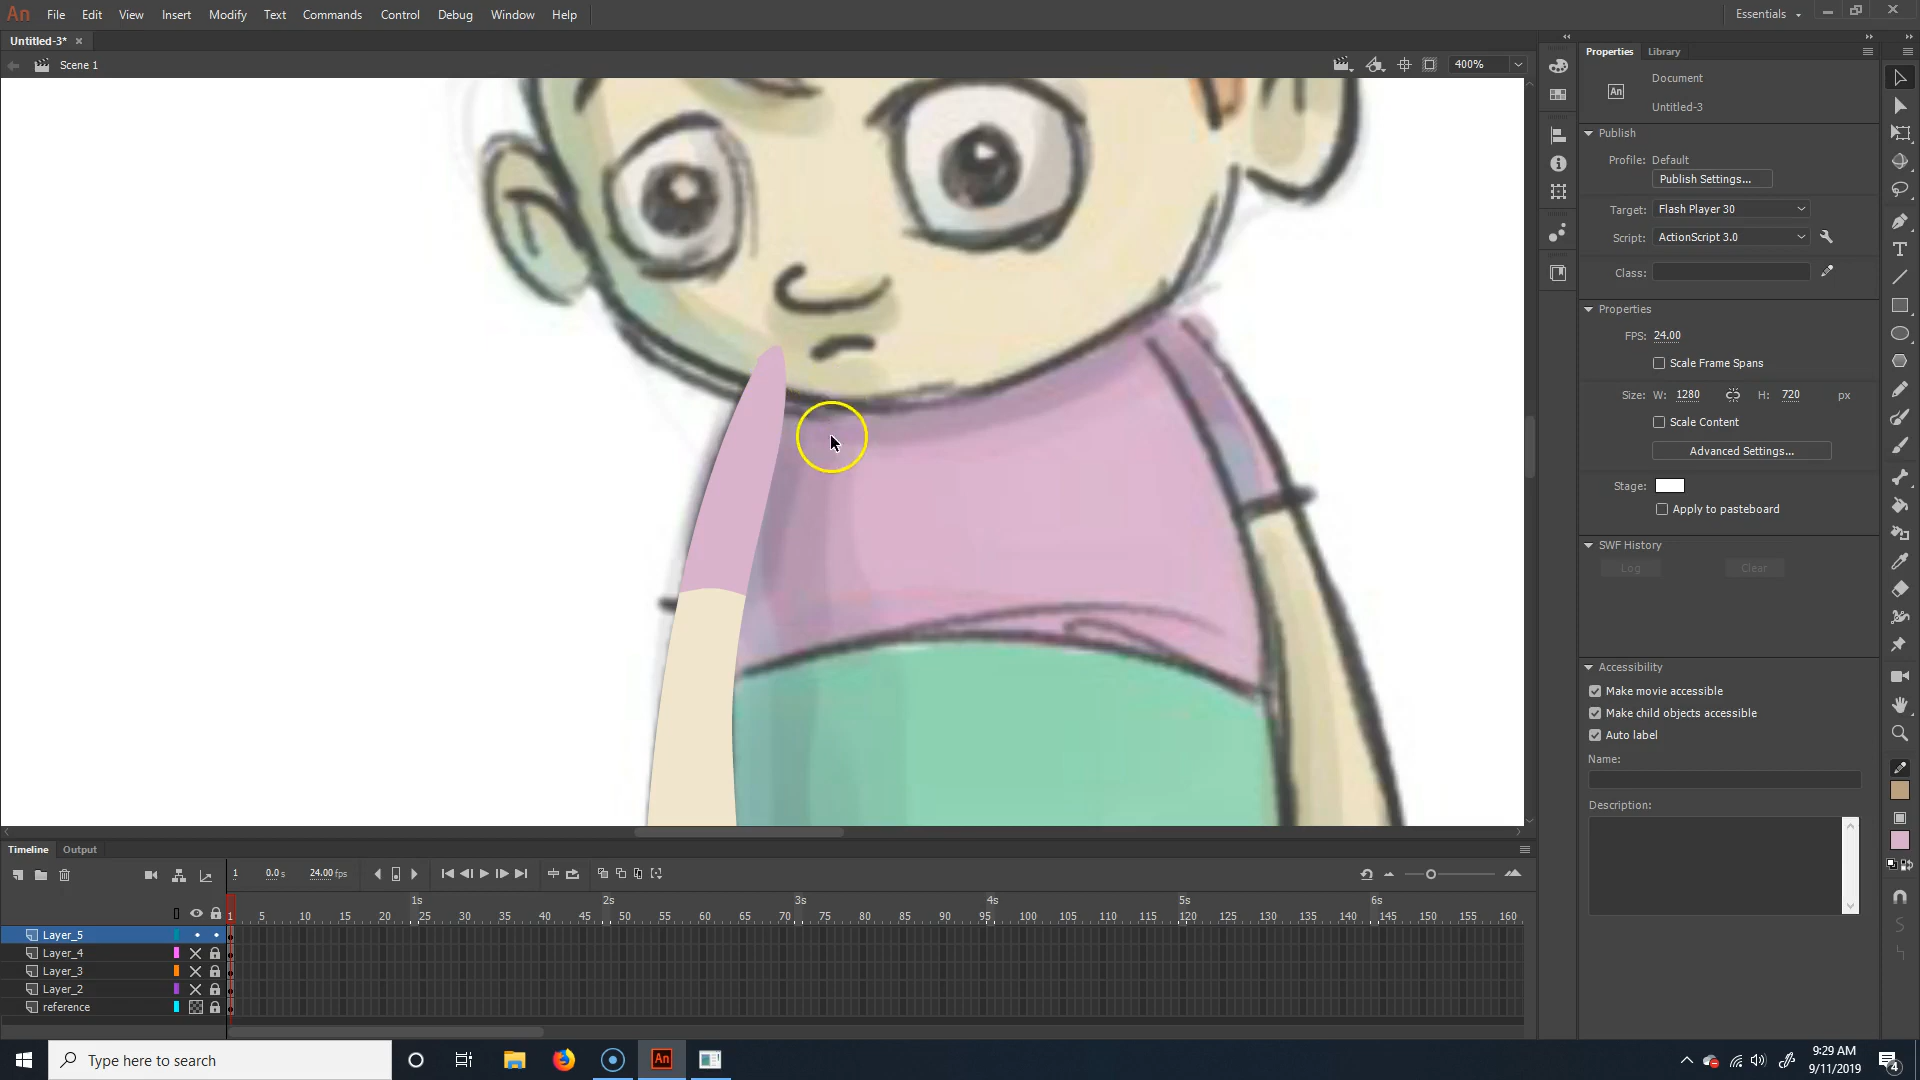 An File Edit View Insert Modify Text Commands Control Debug Window Help Essentials
Untitled-3* ×
Scene 1 400%
Properties Library
Document
An Untitled-3
Publish
Profile: Default
Publish Settings...
Target: Flash Player 30
Script: ActionScript 3.0
Class:
Properties
FPS: 24.00
Scale Frame Spans
Size: W: 1280 H: 720 px
Scale Content
Advanced Settings...
Stage:
Apply to pasteboard
SWF History
Log Clear
Accessibility
Make movie accessible
Make child objects accessible
Auto label
Name:
Description:
Timeline Output
1 0.0 s 24.00 fps
1s 2s 3s 4s 5s 6s
1 5 10 15 20 25 30 35 40 45 50 55 60 65 70 75 80 85 90 95 100 105 110 115 120 125 130 135 140 145 150 155 160
Layer_5
Layer_4
Layer_3
Layer_2
reference
Type here to search
An
9:29 AM
9/11/2019
4